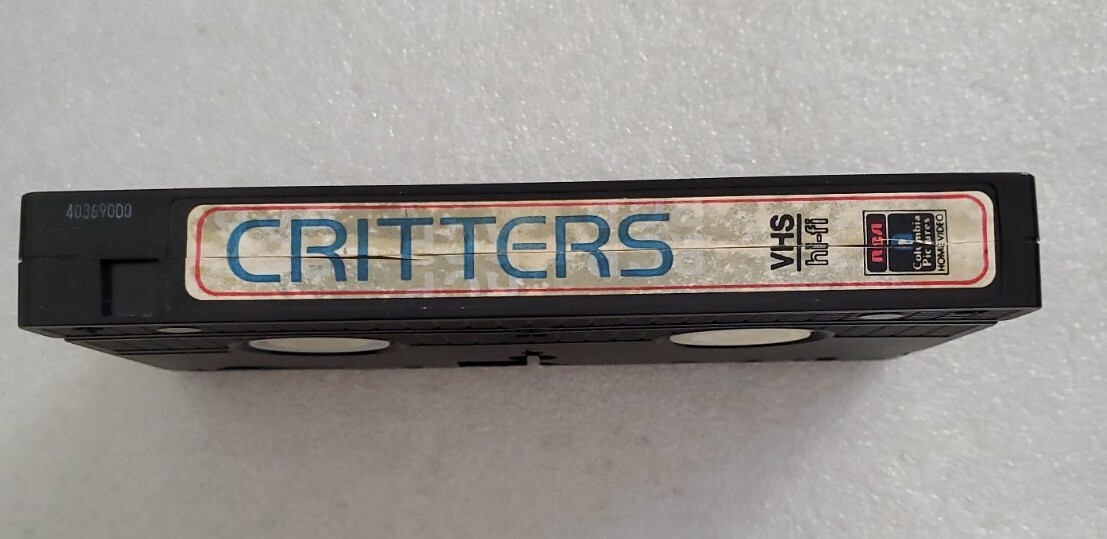 40369000
CRITTERS
VHS
hi-fi
RCA
Columbia
Pictures
HOME VIDEO